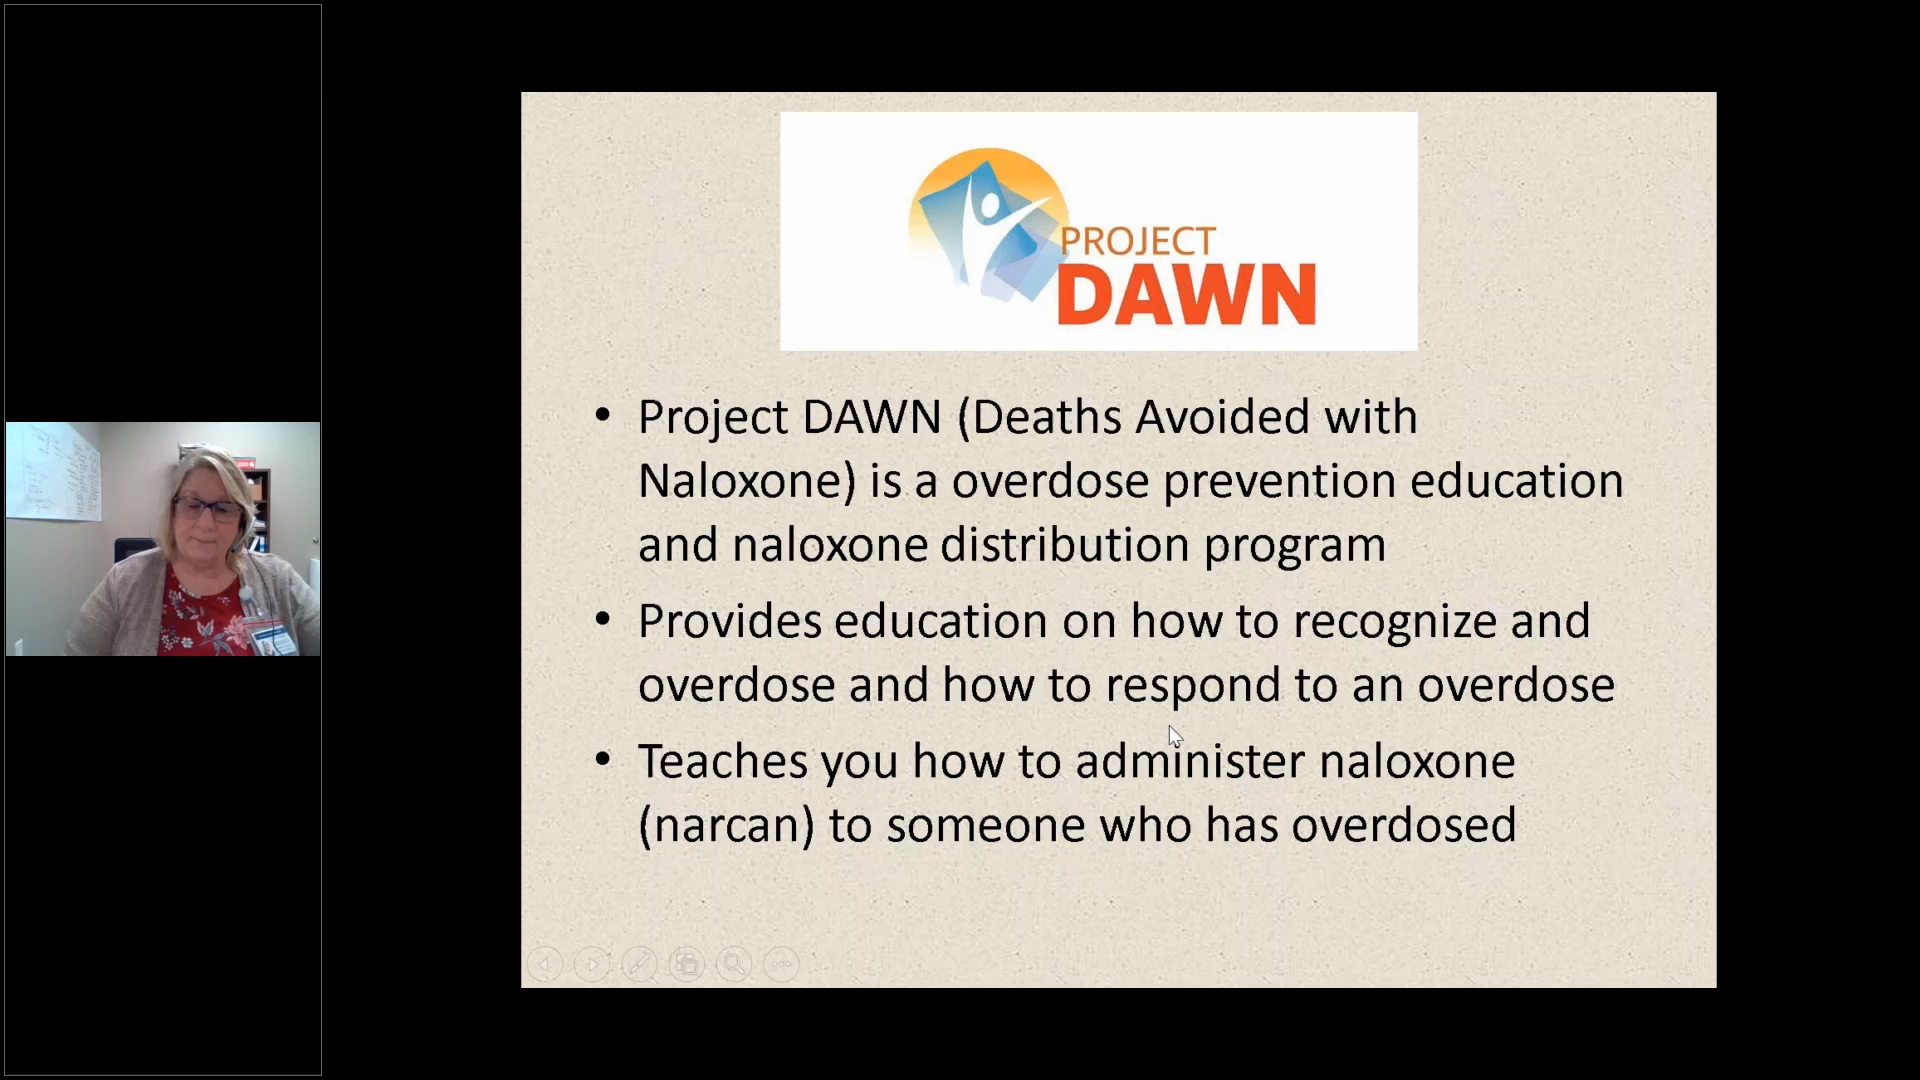 PROJECT
DAWN
• Project DAWN (Deaths Avoided with
Naloxone) is a overdose prevention education
and naloxone distribution program
• Provides education on how to recognize and
overdose and how to respond to an overdose
• Teaches you how to administer naloxone
(narcan) to someone who has overdosed